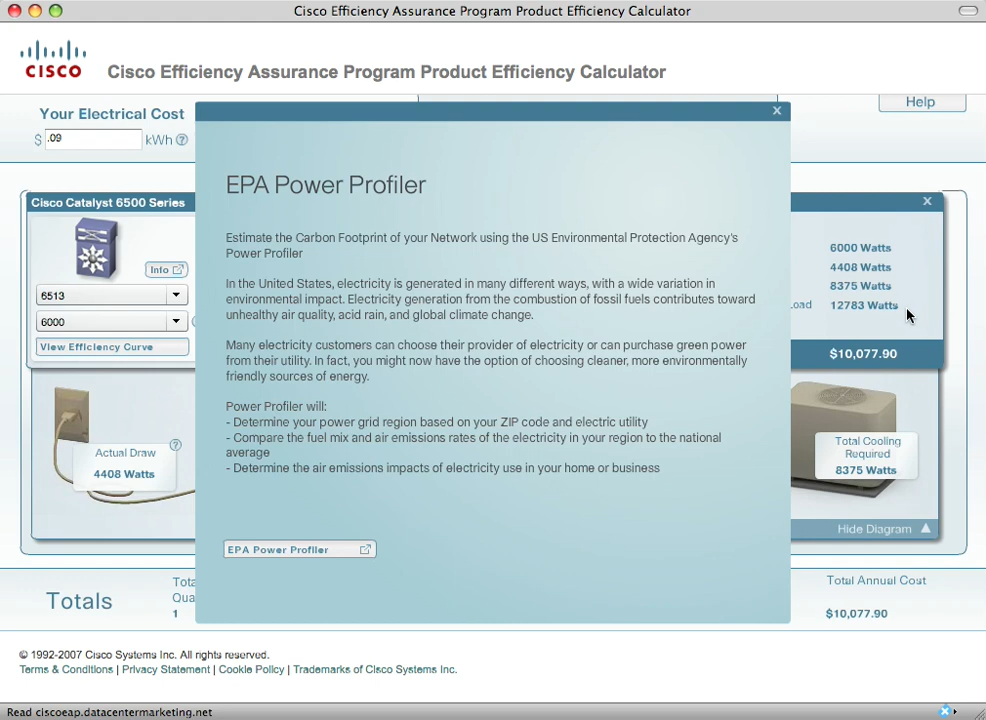 Cisco Efficiency Assurance Program Product Efficiency Calculator
CISCO
Cisco Efficiency Assurance Program Product Efficiency Calculator
Your Electrical Cost
$ .09 kWh ?
Help
x
EPA Power Profiler
Estimate the Carbon Footprint of your Network using the US Environmental Protection Agency's
Power Profiler
In the United States, electricity is generated in many different ways, with a wide variation in
environmental impact. Electricity generation from the combustion of fossil fuels contributes toward
unhealthy air quality, acid rain, and global climate change.
Many electricity customers can choose their provider of electricity or can purchase green power
from their utility. In fact, you might now have the option of choosing cleaner, more environmentally
friendly sources of energy.
Power Profiler will:
- Determine your power grid region based on your ZIP code and electric utility
- Compare the fuel mix and air emissions rates of the electricity in your region to the national
average
- Determine the air emissions impacts of electricity use in your home or business
EPA Power Profiler
Cisco Catalyst 6500 Series
Info
6513
6000
View Efficiency Curve
Actual Draw ?
4408 Watts
x
6000 Watts
4408 Watts
8375 Watts
oad 12783 Watts
$10,077.90
Total Cooling
Required
8375 Watts
Hide Diagram
Totals
Tota
Qua
1
Total Annual Cost
$10,077.90
© 1992-2007 Cisco Systems Inc. All rights reserved.
Terms & Conditions | Privacy Statement | Cookie Policy | Trademarks of Cisco Systems Inc.
Read ciscoeap.datacentermarketing.net